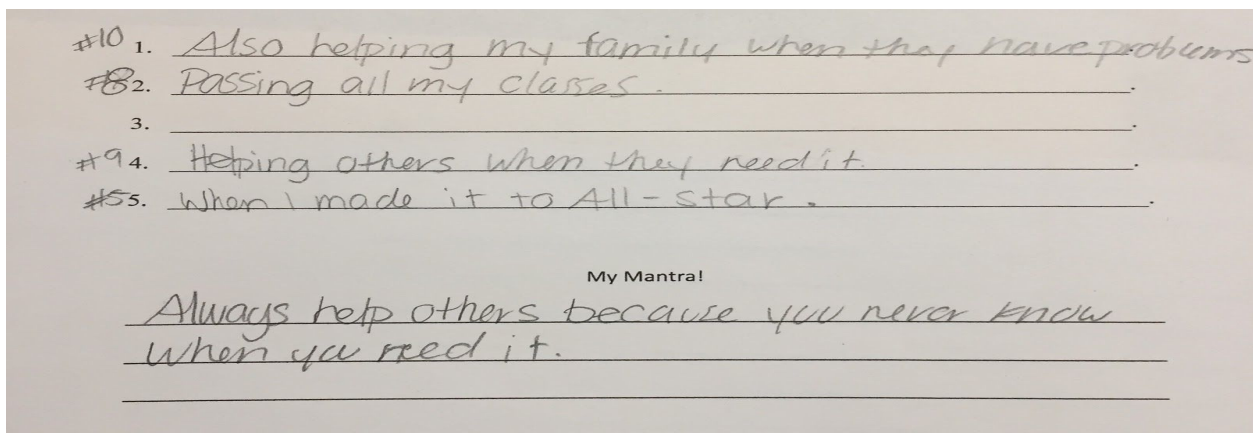 #10 1. Also helping my family when they have problems.
#8 2. Passing all my classes. .
3. .
#9 4. Helping others when they need it. .
#5 5. When I made it to All-star. .
My Mantra!
Always help others because you never know
when you need it.